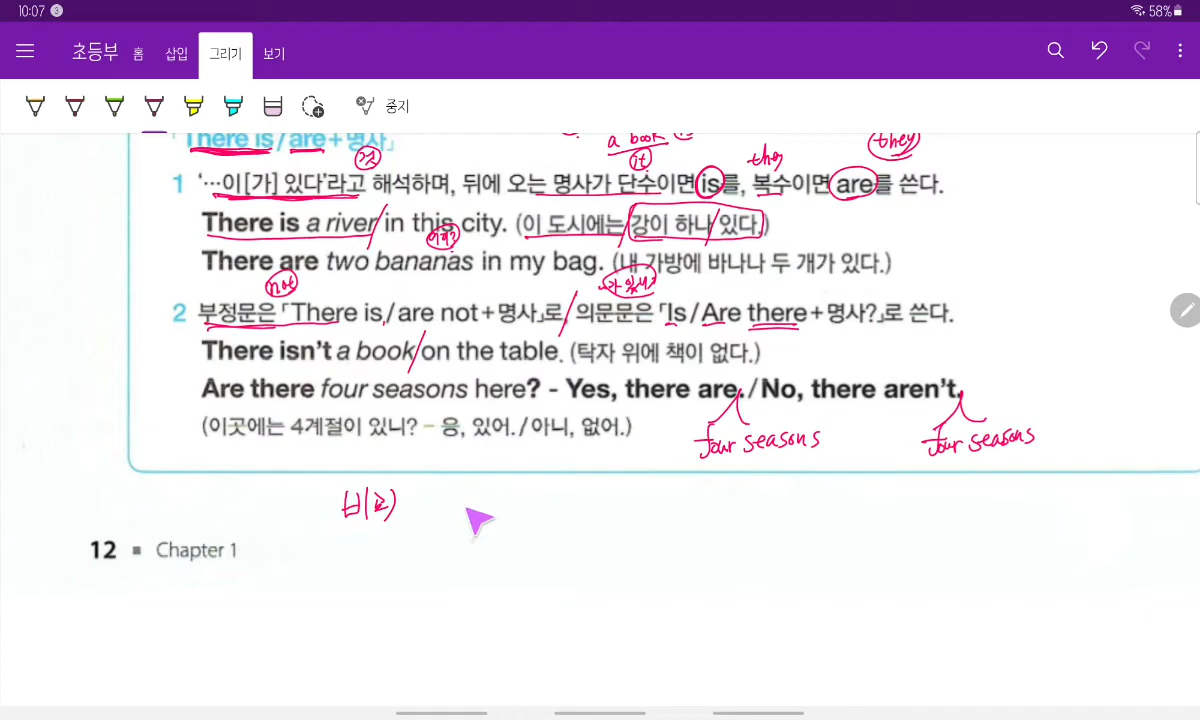 10:07 3 58%
초등부 홈 삽입 그리기 보기
중지
a book
they
「There is / are + 명사」
it
they
1 '…이[가] 있다'라고 해석하며, 뒤에 오는 명사가 단수이면 is를, 복수이면 are를 쓴다.
There is a river in this city. (이 도시에는 강이 하나 있다.)
There are two bananas in my bag. (내 가방에 바나나 두 개가 있다.)
not
2 부정문은 「There is / are not + 명사」로, 의문문은 「Is / Are there + 명사?」로 쓴다.
There isn't a book on the table. (탁자 위에 책이 없다.)
Are there four seasons here? - Yes, there are. / No, there aren't.
(이곳에는 4계절이 있니? – 응, 있어. / 아니, 없어.)
four seasons four seasons
12 ■ Chapter 1